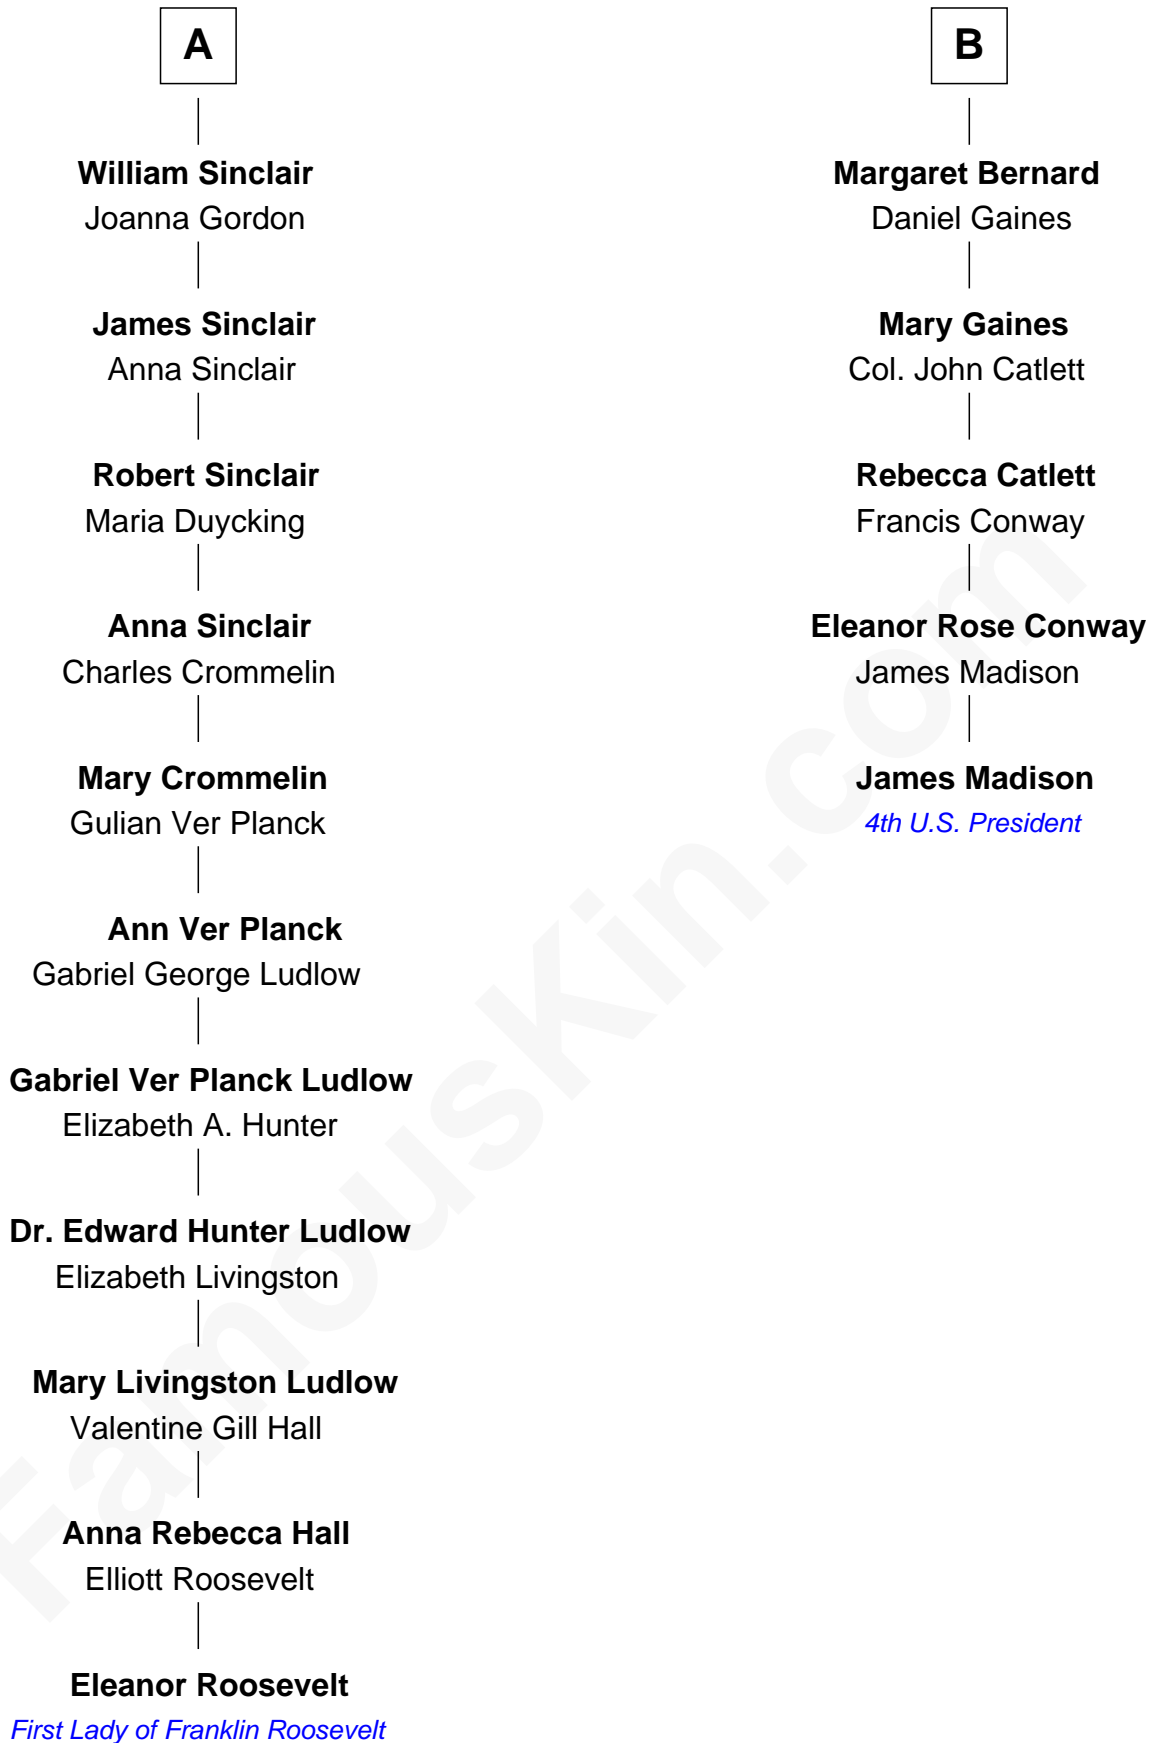 A
William Sinclair
Joanna Gordon
James Sinclair
Anna Sinclair
Robert Sinclair
Maria Duycking
Anna Sinclair
Charles Crommelin
Mary Crommelin
Gulian Ver Planck
Ann Ver Planck
Gabriel George Ludlow
Gabriel Ver Planck Ludlow
Elizabeth A. Hunter
Dr. Edward Hunter Ludlow
Elizabeth Livingston
Mary Livingston Ludlow
Valentine Gill Hall
Anna Rebecca Hall
Elliott Roosevelt
Eleanor Roosevelt
First Lady of Franklin Roosevelt
B
Margaret Bernard
Daniel Gaines
Mary Gaines
Col. John Catlett
Rebecca Catlett
Francis Conway
Eleanor Rose Conway
James Madison
James Madison
4th U.S. President
FamousKin.com